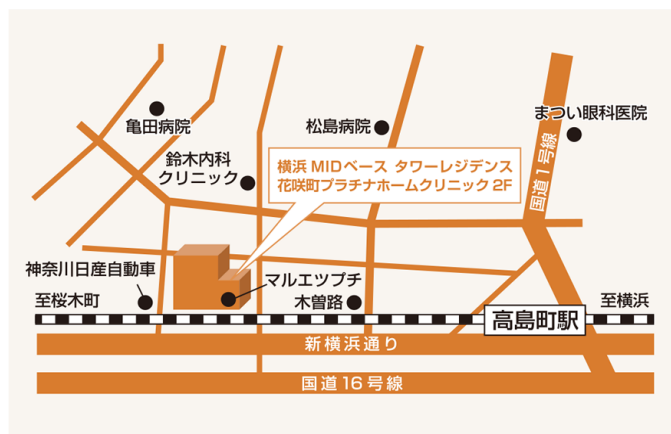 亀田病院
松島病院
まつい眼科医院
鈴木内科
クリニック
横浜 MIDベース タワーレジデンス
花咲町プラチナホームクリニック 2F
国道1号線
神奈川日産自動車
マルエツプチ
至桜木町
木曽路
至横浜
高島町駅
新横浜通り
国道16号線